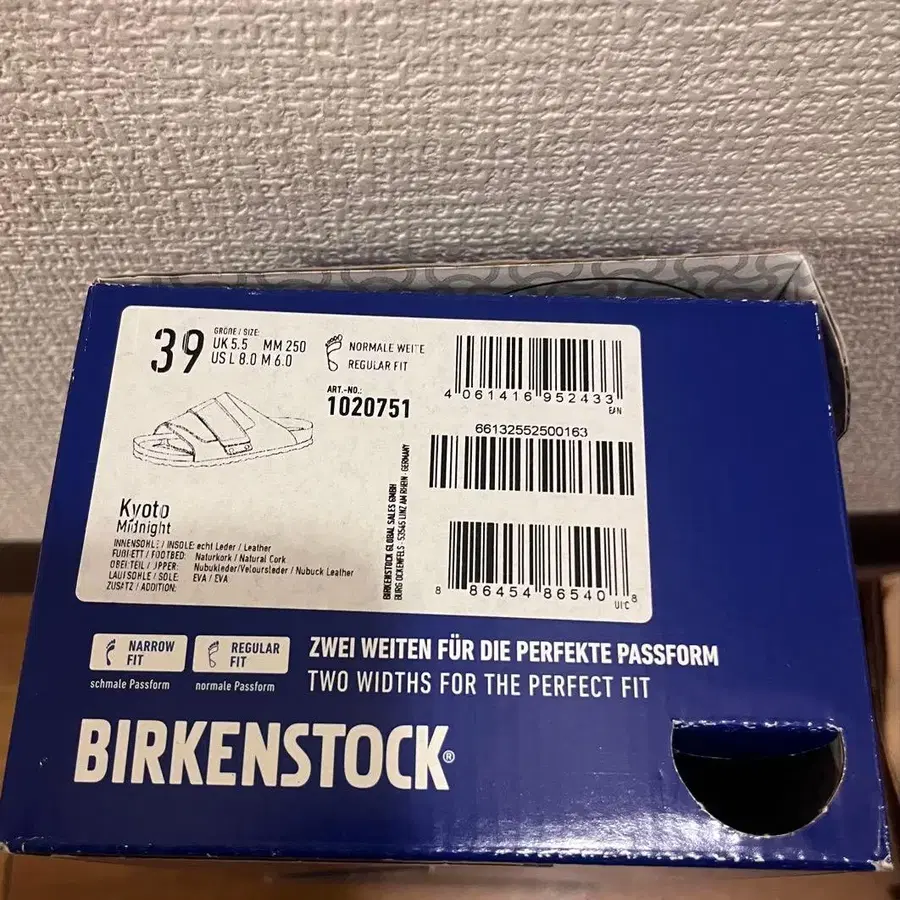 39
GRÖßE / SIZE:
UK 5.5 MM 250
US L 8.0 M 6.0
NORMALE WEITE
REGULAR FIT
ART.-NO.:
1020751
4 061416 952433
EAN
66132552500163
BIRKENSTOCK GLOBAL SALES GMBH
BURG OCKENFELS - 53545 LINZ AM RHEIN - GERMANY
8 86454 86540 8
Kyoto
Midnight
INNENSOHLE / INSOLE: echt Leder / Leather
FUßBETT / FOOTBED: Naturkork / Natural Cork
OBERTEIL / UPPER: Nubukleder/Veloursleder / Nubuck Leather
LAUFSOHLE / SOLE: EVA / EVA
ZUSATZ / ADDITION:
NARROW
FIT
schmale Passform
REGULAR
FIT
normale Passform
ZWEI WEITEN FÜR DIE PERFEKTE PASSFORM
TWO WIDTHS FOR THE PERFECT FIT
BIRKENSTOCK®